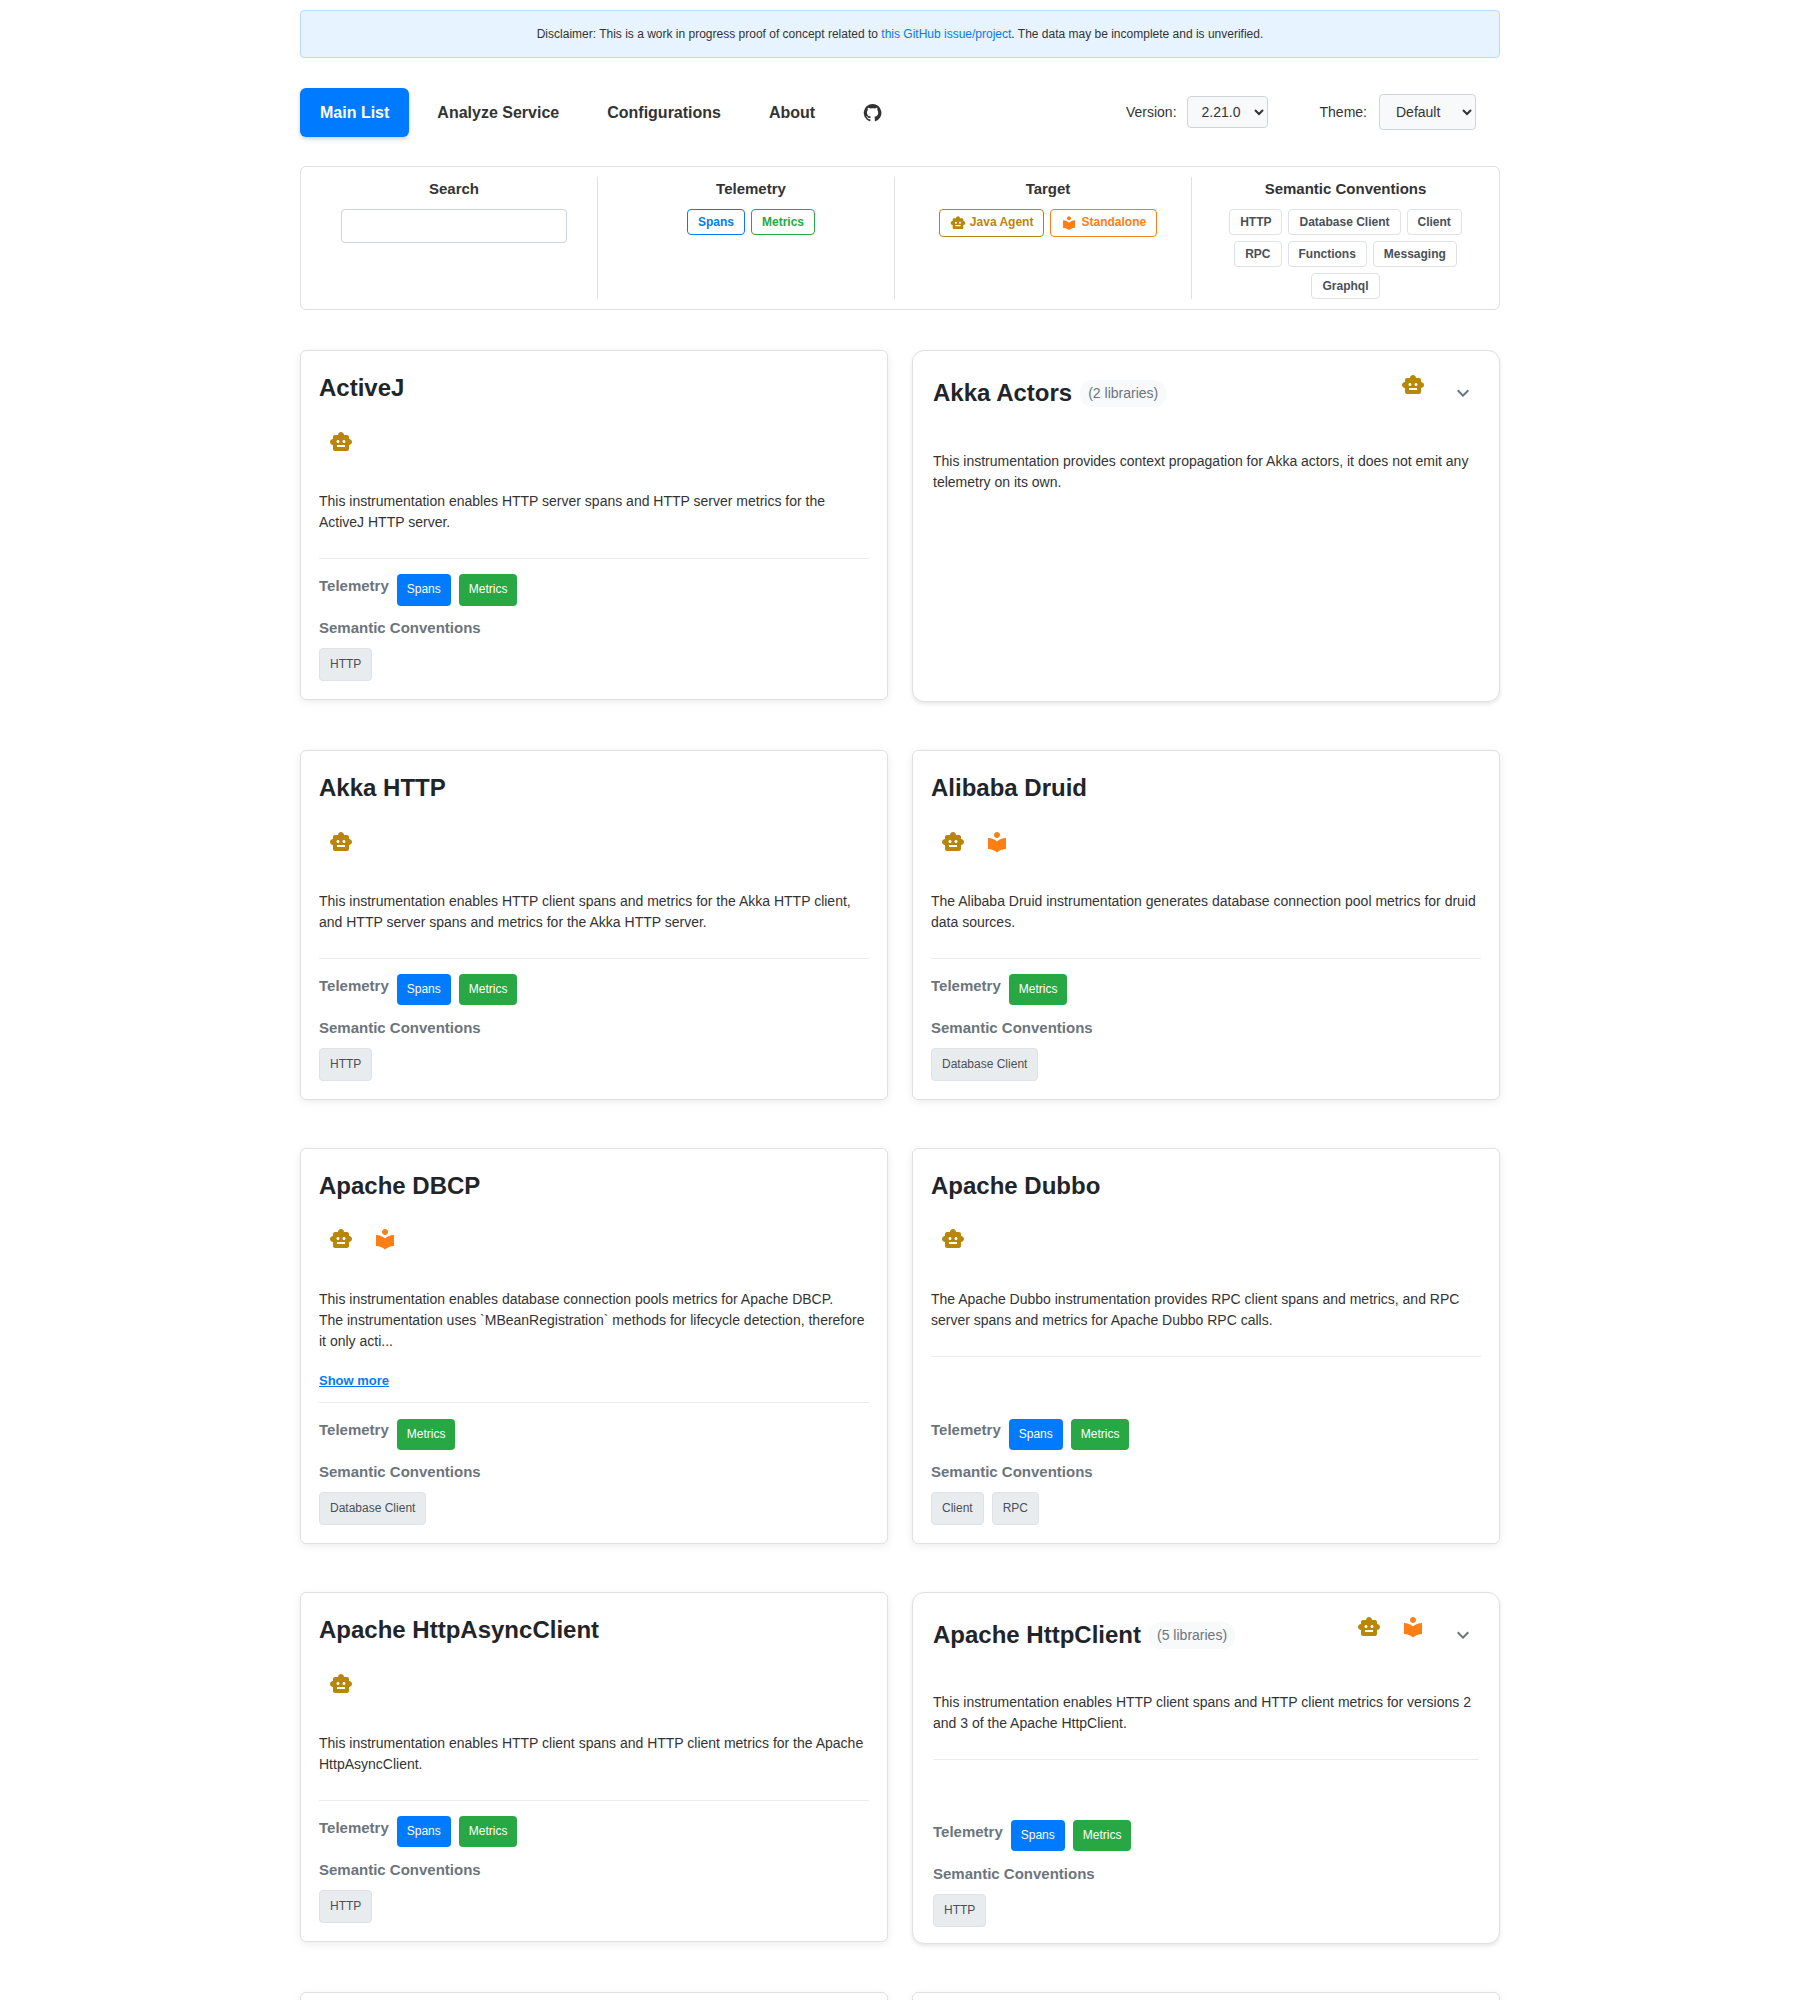 Disclaimer: This is a work in progress proof of concept related to this GitHub issue/project. The data may be incomplete and is unverified.
Main List
Analyze Service
Configurations
About
Version: 2.21.0
Theme: Default
Search
Telemetry
Spans Metrics
Target
Java Agent Standalone
Semantic Conventions
HTTP Database Client Client
RPC Functions Messaging
Graphql
ActiveJ
This instrumentation enables HTTP server spans and HTTP server metrics for the
ActiveJ HTTP server.
Telemetry Spans Metrics
Semantic Conventions
HTTP
Akka Actors (2 libraries)
This instrumentation provides context propagation for Akka actors, it does not emit any
telemetry on its own.
Akka HTTP
This instrumentation enables HTTP client spans and metrics for the Akka HTTP client,
and HTTP server spans and metrics for the Akka HTTP server.
Telemetry Spans Metrics
Semantic Conventions
HTTP
Alibaba Druid
The Alibaba Druid instrumentation generates database connection pool metrics for druid
data sources.
Telemetry Metrics
Semantic Conventions
Database Client
Apache DBCP
This instrumentation enables database connection pools metrics for Apache DBCP.
The instrumentation uses `MBeanRegistration` methods for lifecycle detection, therefore
it only acti...
Show more
Telemetry Metrics
Semantic Conventions
Database Client
Apache Dubbo
The Apache Dubbo instrumentation provides RPC client spans and metrics, and RPC
server spans and metrics for Apache Dubbo RPC calls.
Telemetry Spans Metrics
Semantic Conventions
Client RPC
Apache HttpAsyncClient
This instrumentation enables HTTP client spans and HTTP client metrics for the Apache
HttpAsyncClient.
Telemetry Spans Metrics
Semantic Conventions
HTTP
Apache HttpClient (5 libraries)
This instrumentation enables HTTP client spans and HTTP client metrics for versions 2
and 3 of the Apache HttpClient.
Telemetry Spans Metrics
Semantic Conventions
HTTP